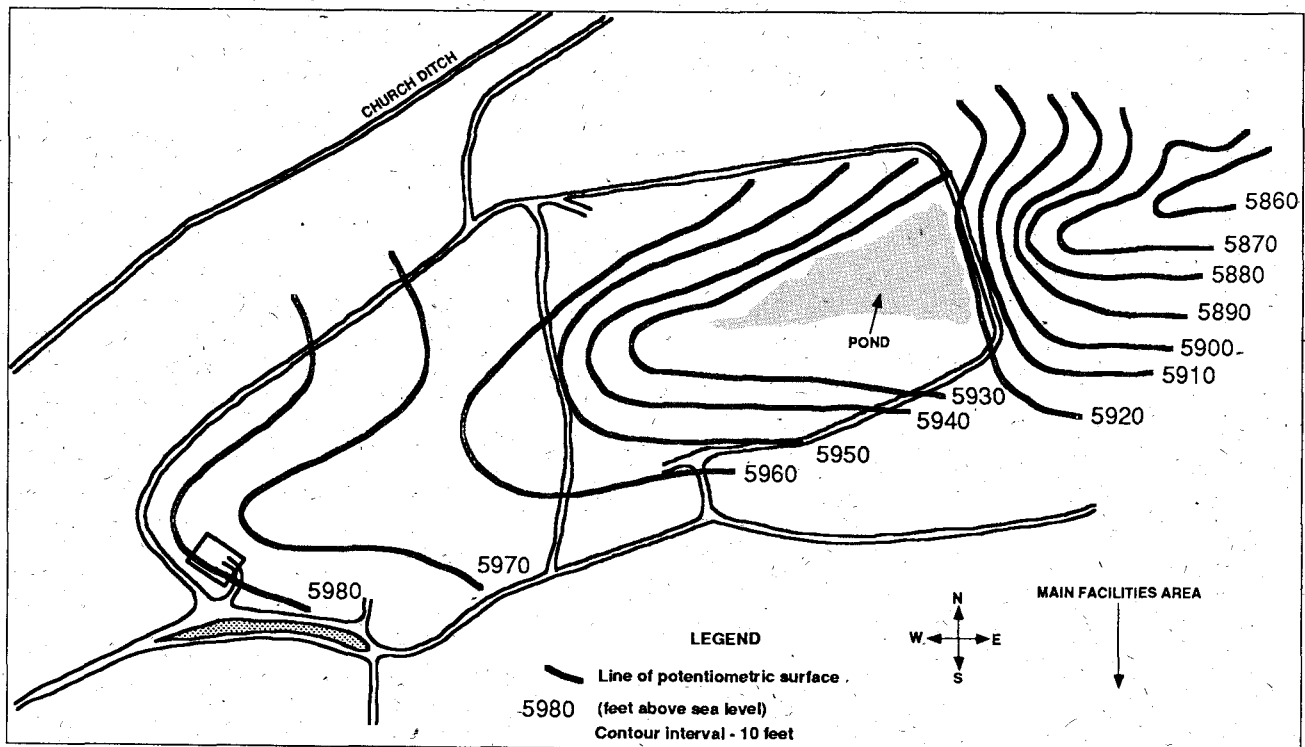 CHURCH DITCH
5860
5870
5880
5890
POND
5900
5910
5930
5920
5940
5950
5960
5970
5980
MAIN FACILITIES AREA
N
W E
S
LEGEND
Line of potentiometric surface
5980 (feet above sea level)
Contour interval - 10 feet